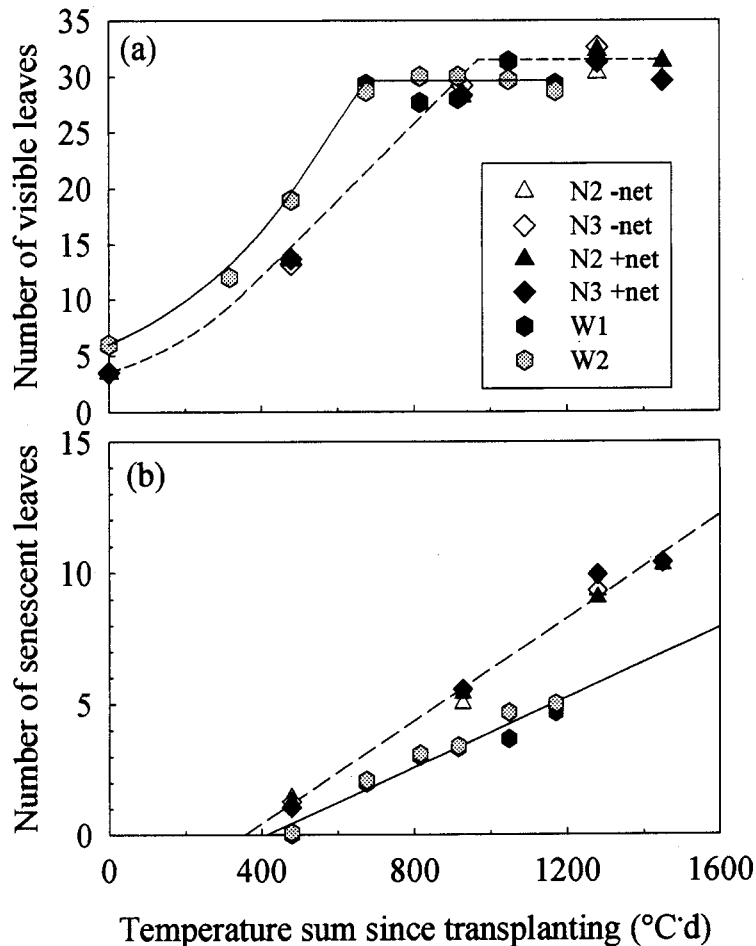 (a)
35
30
25
20
15
10
5
0
Number of visible leaves
N2 -net
N3 -net
N2 +net
N3 +net
W1
W2
(b)
15
10
5
0
Number of senescent leaves
0 400 800 1200 1600
Temperature sum since transplanting (°C·d)